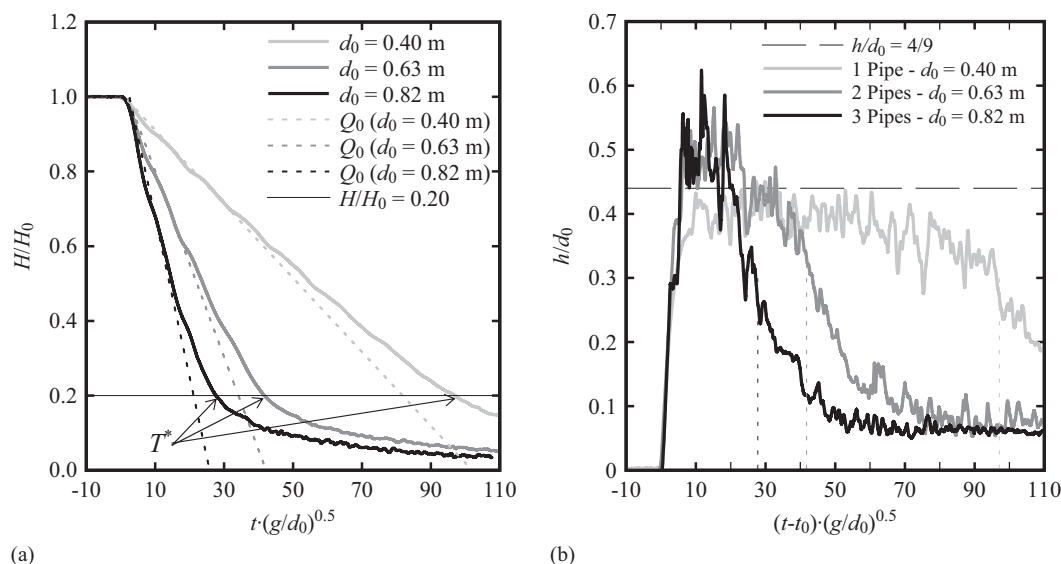 1.2
1.0
0.8
0.6
0.4
0.2
0.0
H/H₀
d₀ = 0.40 m
d₀ = 0.63 m
d₀ = 0.82 m
Q₀ (d₀ = 0.40 m)
Q₀ (d₀ = 0.63 m)
Q₀ (d₀ = 0.82 m)
H/H₀ = 0.20
T*
-10 10 30 50 70 90 110
t·(g/d₀)^0.5
(a)
0.7
0.6
0.5
0.4
0.3
0.2
0.1
0
h/d₀
h/d₀ = 4/9
1 Pipe - d₀ = 0.40 m
2 Pipes - d₀ = 0.63 m
3 Pipes - d₀ = 0.82 m
-10 10 30 50 70 90 110
(t-t₀)·(g/d₀)^0.5
(b)